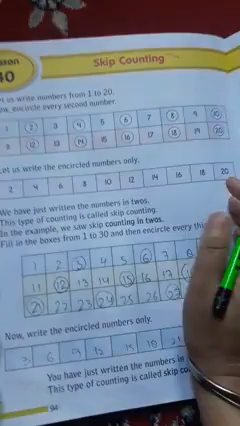 40
Skip Counting
us write numbers from 1 to 20.
encircle every second number.
1 2 3 4 5 6 7 8 9 10
12 13 14 15 16 17 18 19 20
Let us write the encircled numbers only.
2 4 6 8 10 12 14 16 18 20
We have just written the numbers in twos.
This type of counting is called skip counting.
In the example, we saw skip counting in twos.
Fill in the boxes from 1 to 30 and then encircle every
1 2 3 4 5 6 7 8
11 12 13 14 15 16 17
21 22 23 24 25 26 27
Now, write the encircled numbers only.
3 6 9 12 15 18 21
You have just written the numbers in
This type of counting is called skip
94